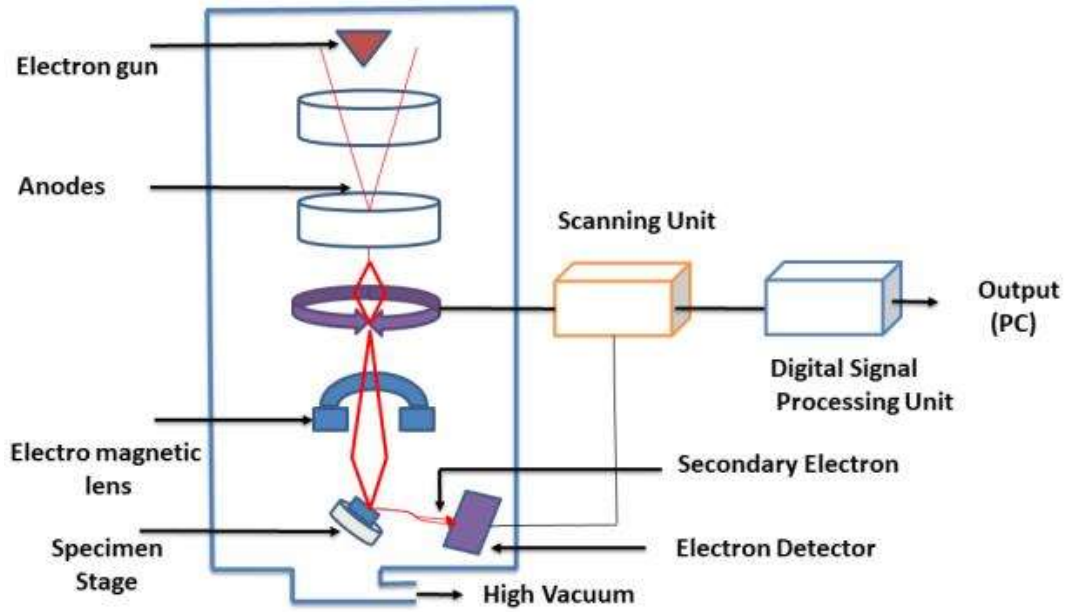 Electron gun
Anodes
Scanning Unit
Output
(PC)
Digital Signal
Processing Unit
Electro magnetic
lens
Secondary Electron
Specimen
Stage
Electron Detector
High Vacuum